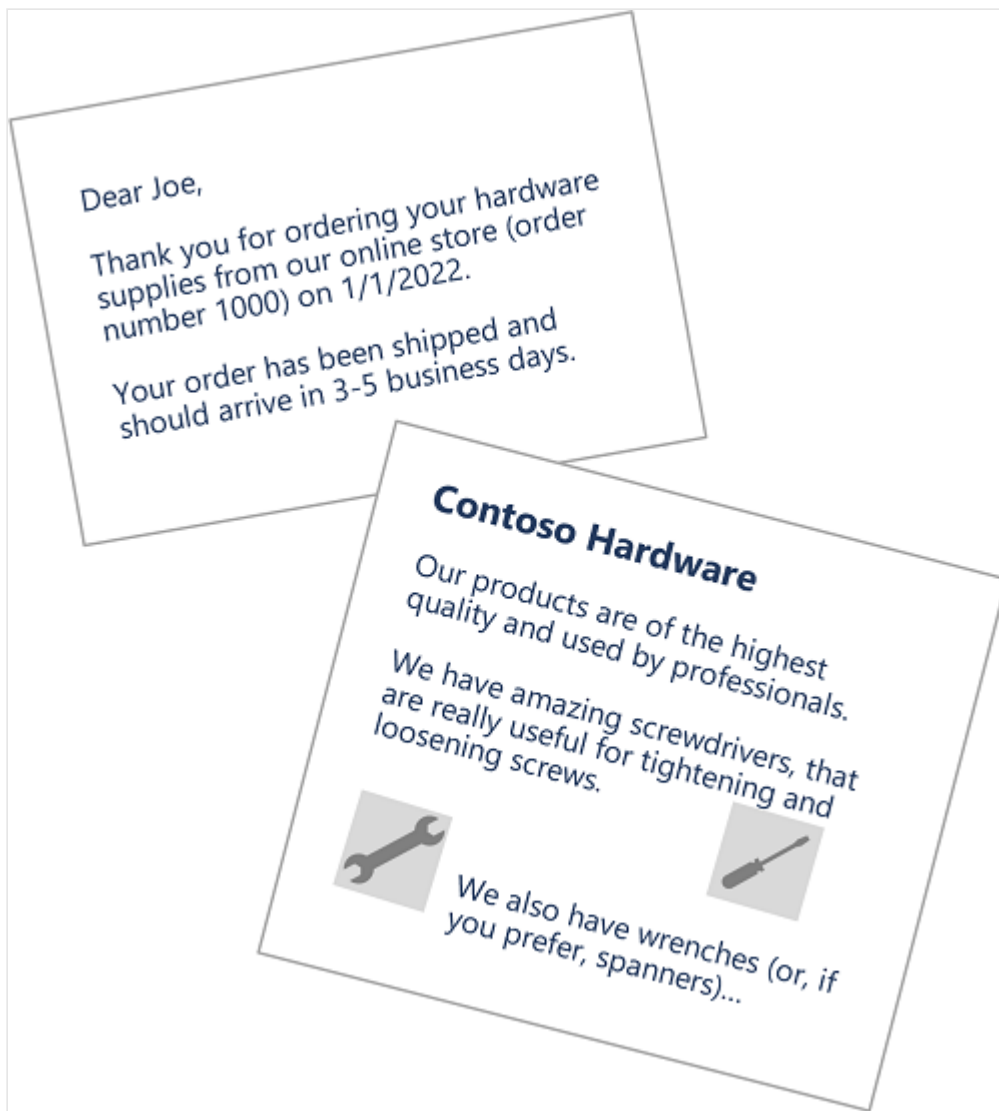 Dear Joe,
Thank you for ordering your hardware
supplies from our online store (order
number 1000) on 1/1/2022.
Your order has been shipped and
should arrive in 3-5 business days.
Contoso Hardware
Our products are of the highest
quality and used by professionals.
We have amazing screwdrivers, that
are really useful for tightening and
loosening screws.
We also have wrenches (or, if
you prefer, spanners)...